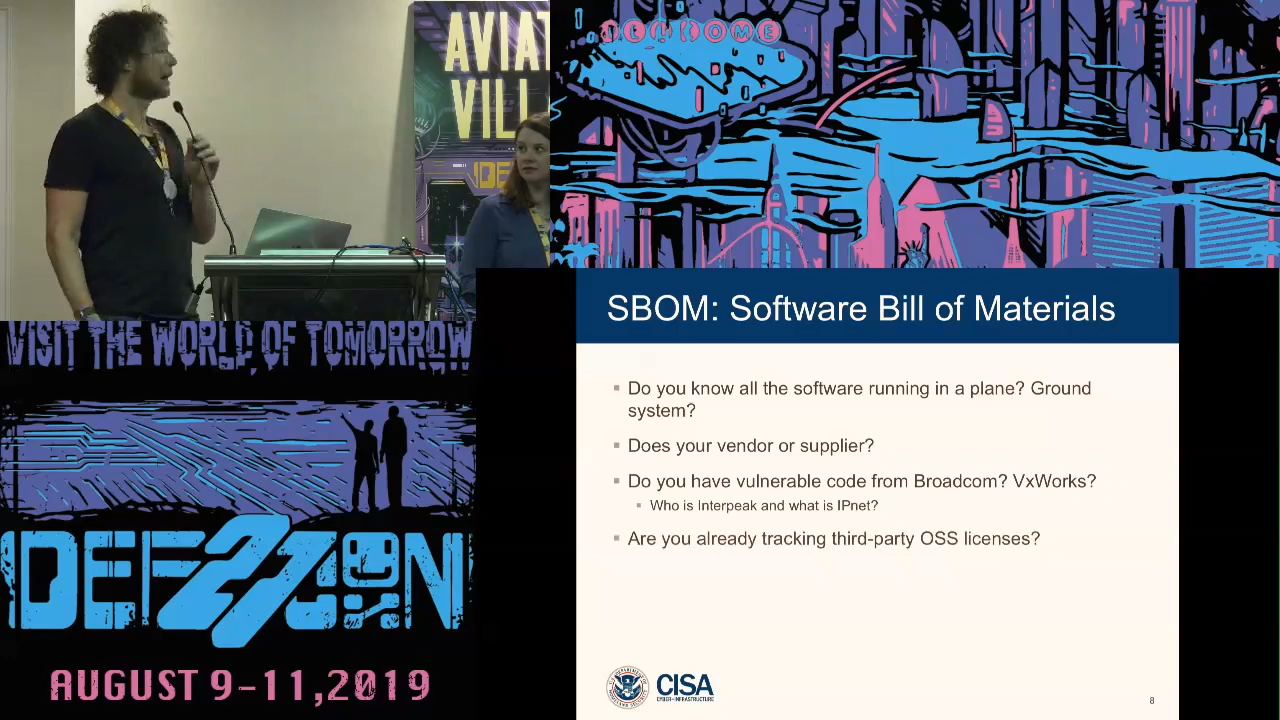 AVIAT
VILL
DE
WELCOME
VISIT THE WORLD OF TOMORROW
DEF 27 CON
AUGUST 9-11,2019
SBOM: Software Bill of Materials
Do you know all the software running in a plane? Ground
system?
Does your vendor or supplier?
Do you have vulnerable code from Broadcom? VxWorks?
Who is Interpeak and what is IPnet?
Are you already tracking third-party OSS licenses?
CISA
CYBER+INFRASTRUCTURE
8